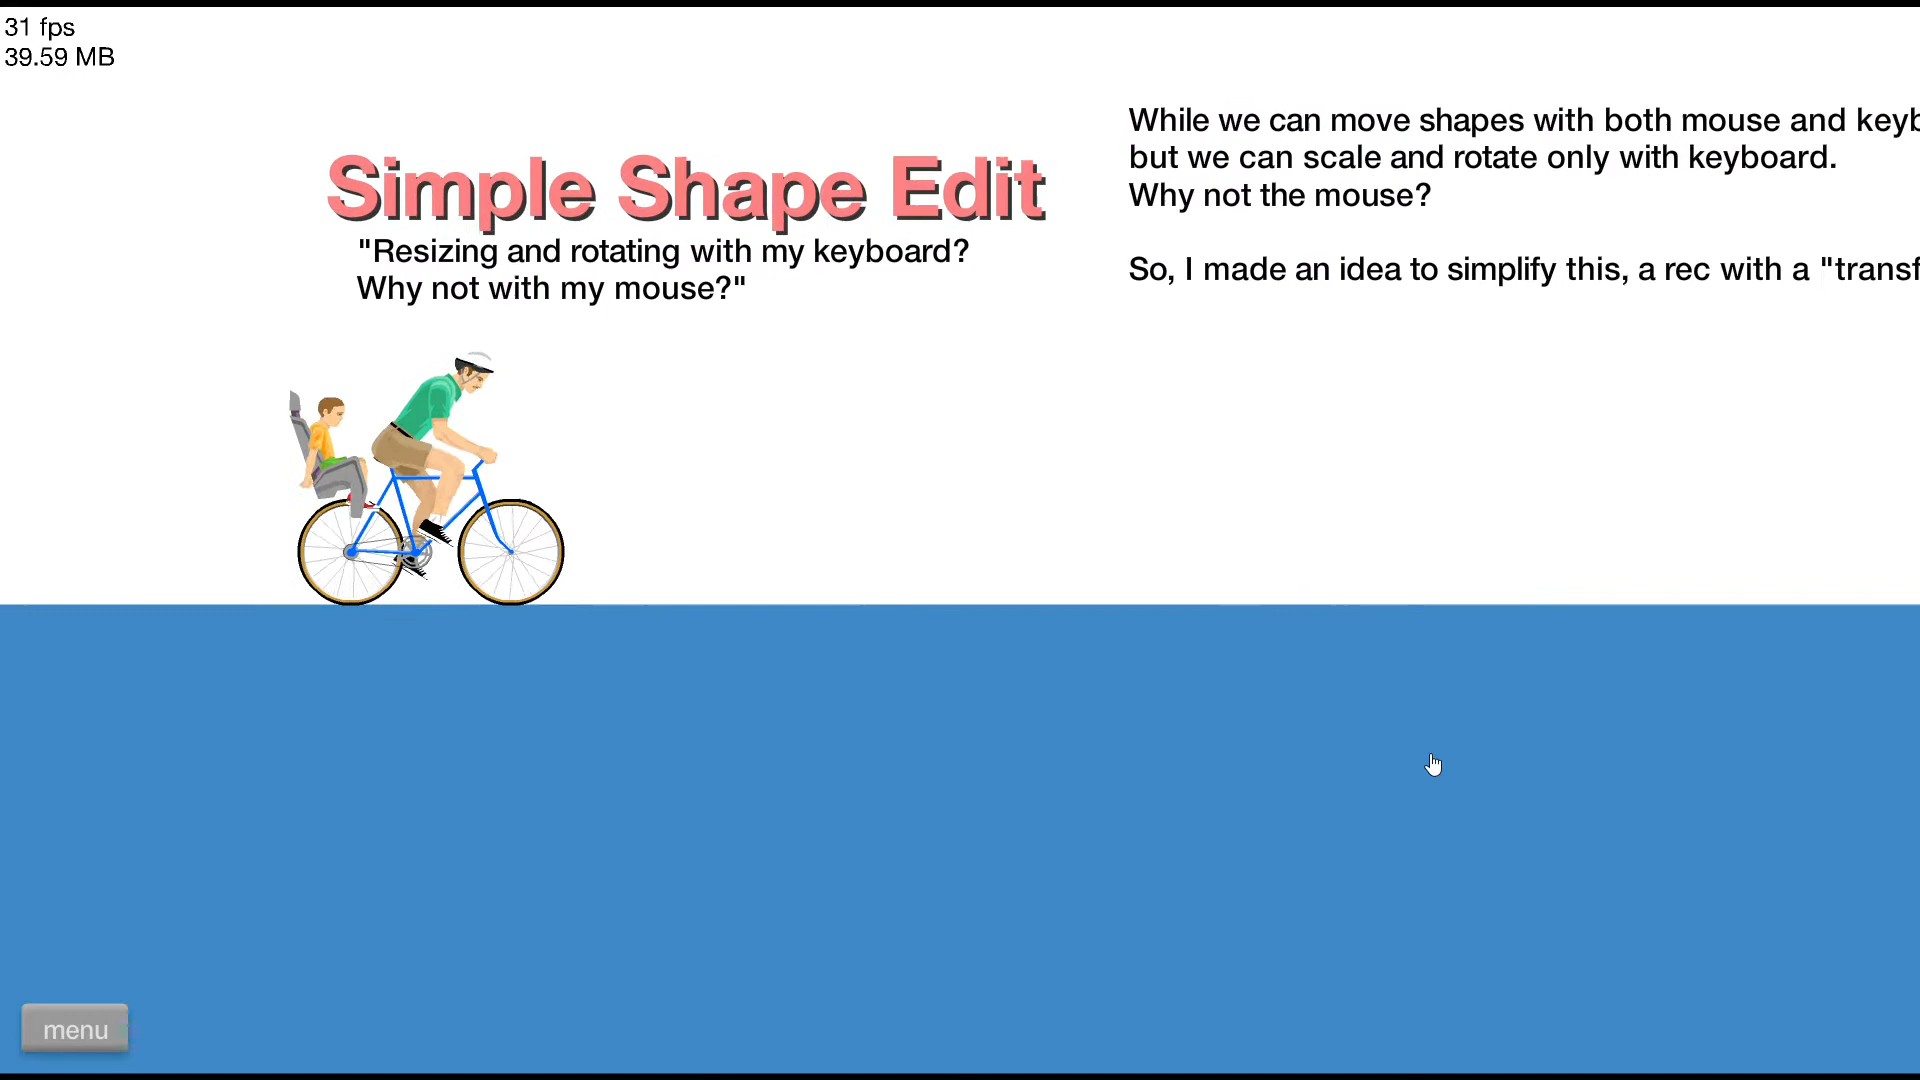 31 fps
39.59 MB
Simple Shape Edit
"Resizing and rotating with my keyboard?
Why not with my mouse?"
While we can move shapes with both mouse and keyb
but we can scale and rotate only with keyboard.
Why not the mouse?
So, I made an idea to simplify this, a rec with a "transf
menu